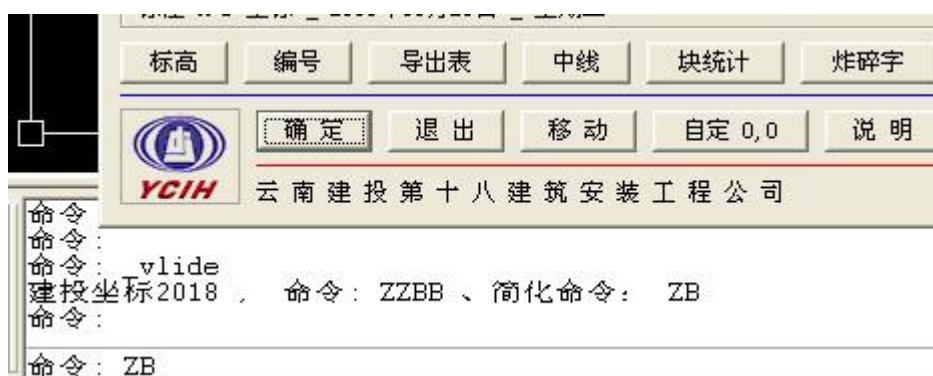 标高 编号 导出表 中线 块统计 炸碎字
确定 退出 移动 自定 0,0 说明
YCIH 云南建投第十八建筑安装工程公司
命令
命令:
命令: _vlide
建投坐标2018 , 命令: ZZBB 、简化命令: ZB
命令:
命令: ZB